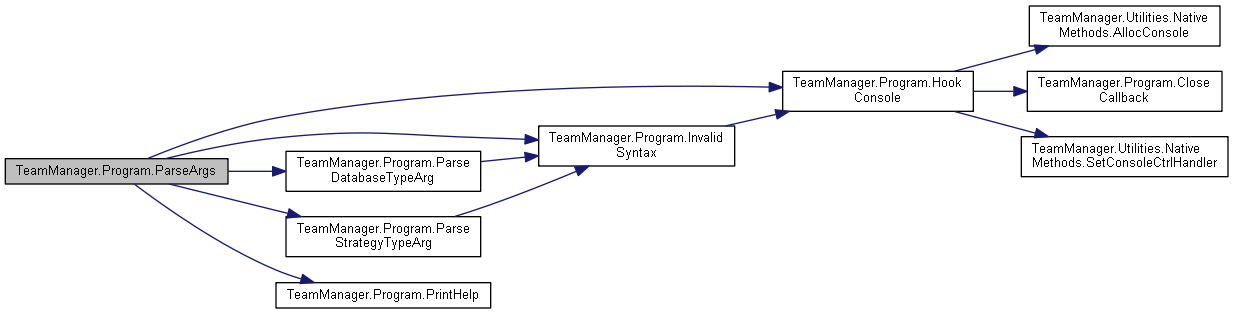 TeamManager.Program.ParseArgs
TeamManager.Program.Parse
DatabaseTypeArg
TeamManager.Program.Parse
StrategyTypeArg
TeamManager.Program.PrintHelp
TeamManager.Program.Invalid
Syntax
TeamManager.Program.Hook
Console
TeamManager.Utilities.Native
Methods.AllocConsole
TeamManager.Program.Close
Callback
TeamManager.Utilities.Native
Methods.SetConsoleCtrlHandler